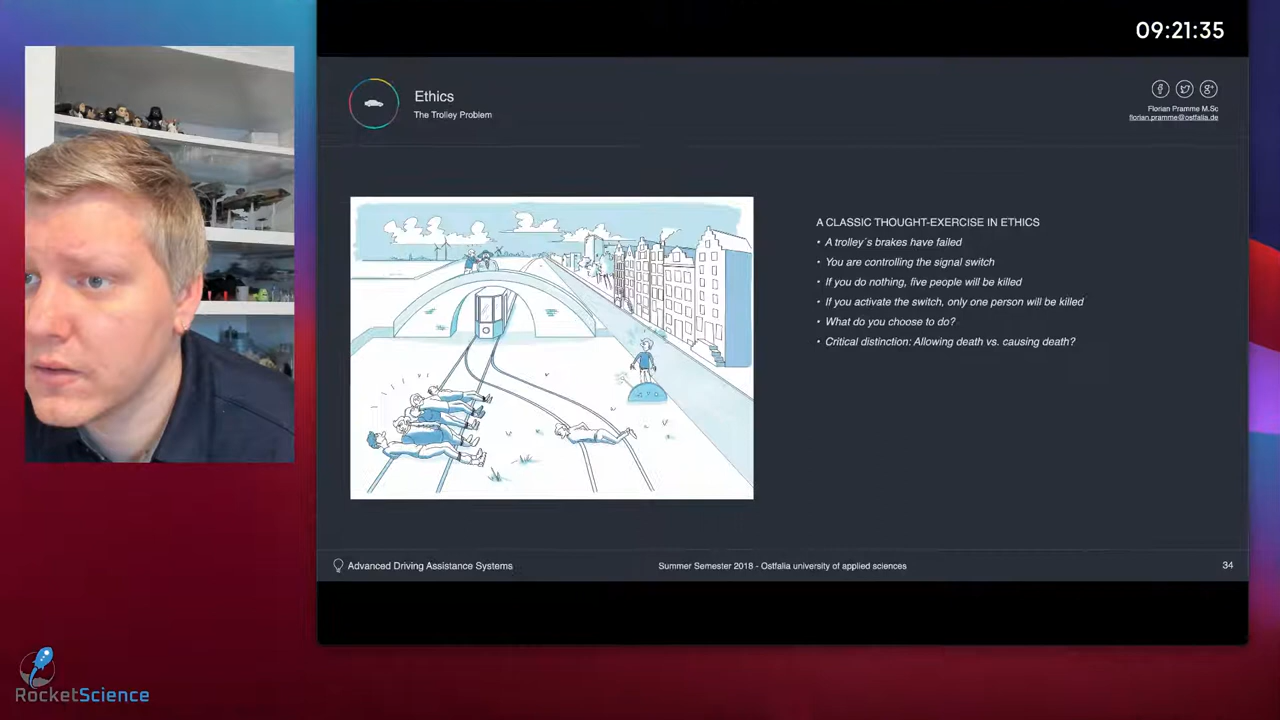 09:21:35
Ethics
The Trolley Problem
Florian Pramme M.Sc
florian.pramme@ostfalia.de
A CLASSIC THOUGHT-EXERCISE IN ETHICS
• A trolley´s brakes have failed
• You are controlling the signal switch
• If you do nothing, five people will be killed
• If you activate the switch, only one person will be killed
• What do you choose to do?
• Critical distinction: Allowing death vs. causing death?
Advanced Driving Assistance Systems
Summer Semester 2018 - Ostfalia university of applied sciences
34
RocketScience